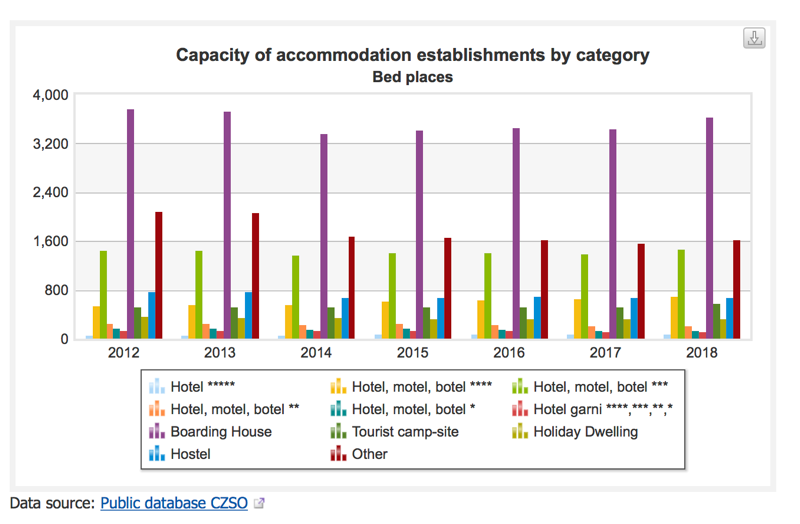 Capacity of accommodation establishments by category
Bed places
4,000
3,200
2,400
1,600
800
0
2012 2013 2014 2015 2016 2017 2018
Hotel ***** Hotel, motel, botel **** Hotel, motel, botel ***
Hotel, motel, botel ** Hotel, motel, botel * Hotel garni ****,***,**,*
Boarding House Tourist camp-site Holiday Dwelling
Hostel Other
Data source: Public database CZSO